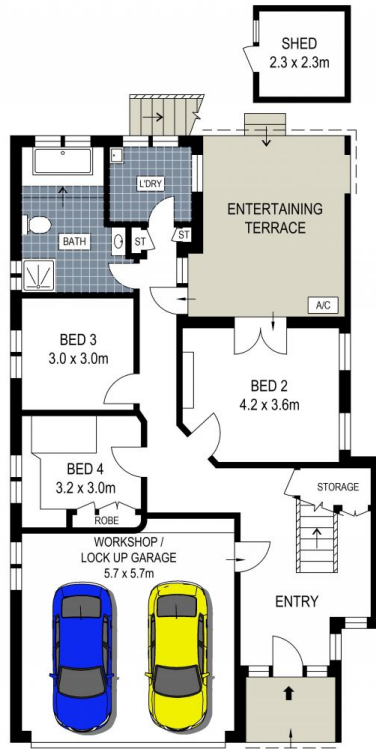 SHED
2.3 x 2.3m
L'DRY
ENTERTAINING
TERRACE
BATH
ST
ST
A/C
BED 3
3.0 x 3.0m
BED 2
4.2 x 3.6m
BED 4
3.2 x 3.0m
ROBE
STORAGE
WORKSHOP /
LOCK UP GARAGE
5.7 x 5.7m
ENTRY